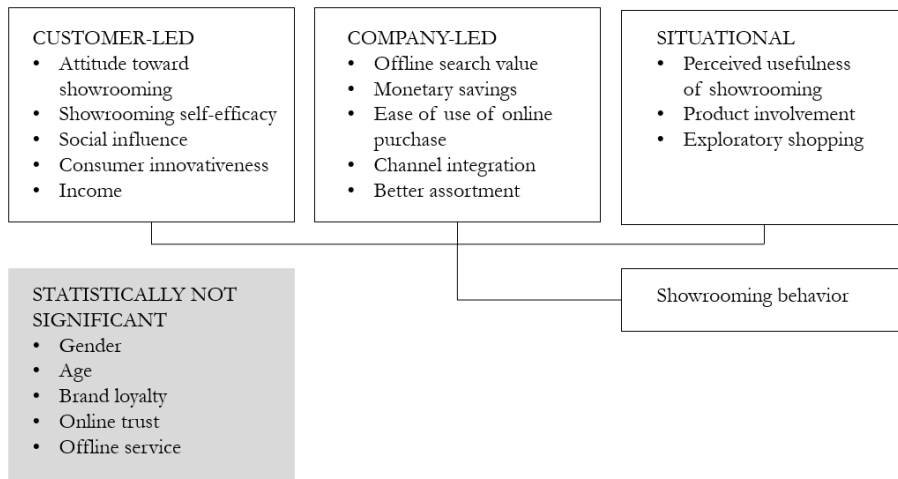 CUSTOMER-LED
• Attitude toward
showrooming
• Showrooming self-efficacy
• Social influence
• Consumer innovativeness
• Income
COMPANY-LED
• Offline search value
• Monetary savings
• Ease of use of online
purchase
• Channel integration
• Better assortment
SITUATIONAL
• Perceived usefulness
of showrooming
• Product involvement
• Exploratory shopping
STATISTICALLY NOT
SIGNIFICANT
• Gender
• Age
• Brand loyalty
• Online trust
• Offline service
Showrooming behavior